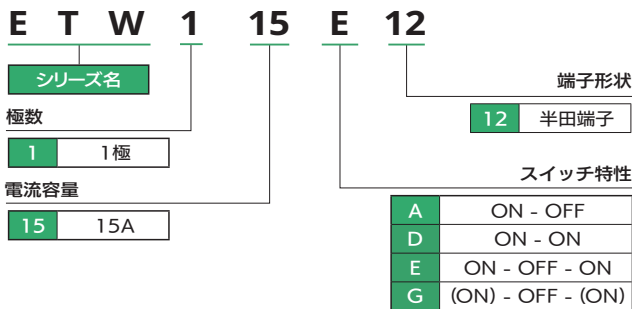 E T W 1 15 E 12
シリーズ名
端子形状
極数
12 半田端子
1 1極
スイッチ特性
電流容量
A ON - OFF
15 15A
D ON - ON
E ON - OFF - ON
G (ON) - OFF - (ON)